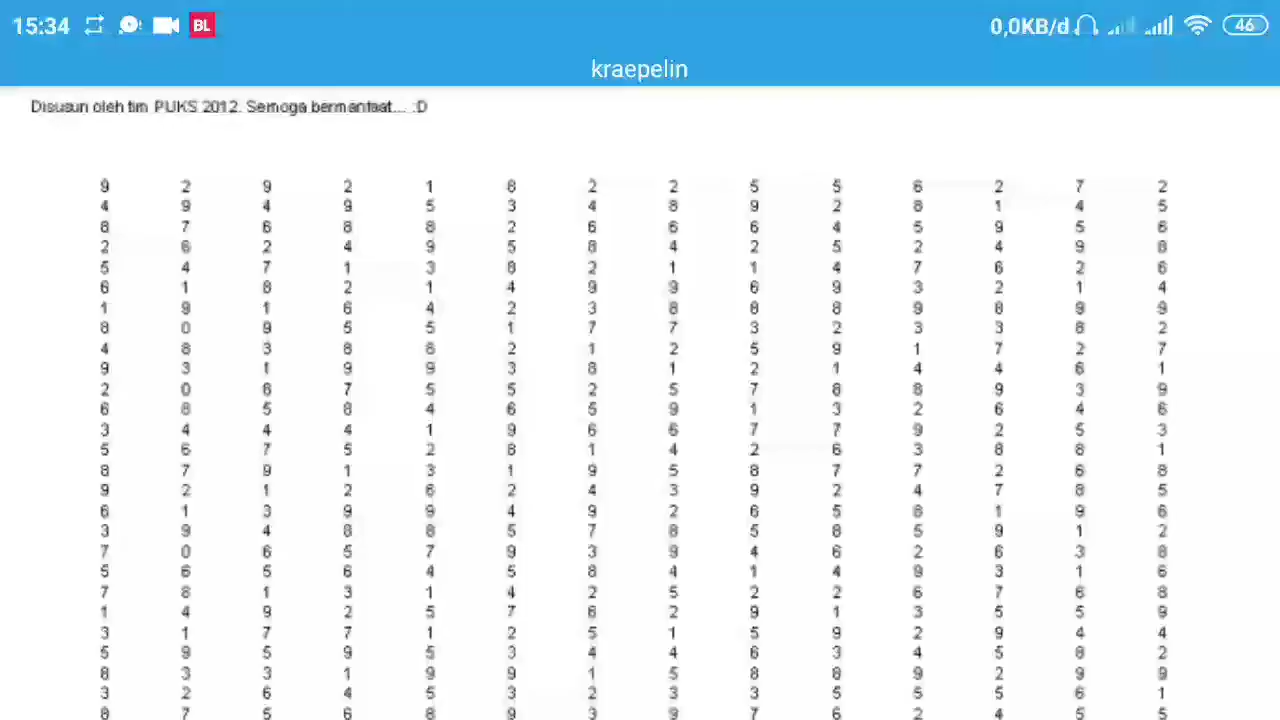 15:34 BL 0,0KB/d 46
kraepelin
Disusun oleh tim PUKS 2012. Semoga bermanfaat... :D
9 2 9 2 1 8 2 2 5 5 6 2 7 2
4 9 4 9 5 3 4 8 9 2 8 1 4 5
8 7 6 8 8 2 6 6 6 4 5 9 5 6
2 6 2 4 9 5 8 4 2 5 2 4 9 8
5 4 7 1 3 8 2 1 1 4 7 6 2 6
6 1 8 2 1 4 9 9 6 9 3 2 1 4
1 9 1 6 4 2 3 8 8 8 9 8 9 9
8 0 9 5 5 1 7 7 3 2 3 3 8 2
4 8 3 8 8 2 1 2 5 9 1 7 2 7
9 3 1 9 9 3 8 1 2 1 4 4 6 1
2 0 8 7 5 5 2 5 7 8 8 9 3 9
6 8 5 8 4 6 5 9 1 3 2 6 4 6
3 4 4 4 1 9 6 6 7 7 9 2 5 3
5 6 7 5 2 8 1 4 2 6 3 8 8 1
8 7 9 1 3 1 9 5 8 7 7 2 6 8
9 2 1 2 6 2 4 3 9 2 4 7 8 5
6 1 3 9 9 4 9 2 6 5 8 1 9 6
3 9 4 8 8 5 7 8 5 8 5 9 1 2
7 0 6 5 7 9 3 9 4 6 2 6 3 8
5 6 5 6 4 5 8 4 1 4 9 3 1 6
7 8 1 3 1 4 2 5 2 2 6 7 6 8
1 4 9 2 5 7 6 2 9 1 3 5 5 9
3 1 7 7 1 2 5 1 5 9 2 9 4 4
5 9 5 9 5 3 4 4 6 3 4 5 8 2
8 3 3 1 9 9 1 5 8 8 9 2 9 9
3 2 6 4 5 3 2 3 3 5 5 5 6 1
8 7 5 6 8 9 3 9 7 6 2 4 5 5